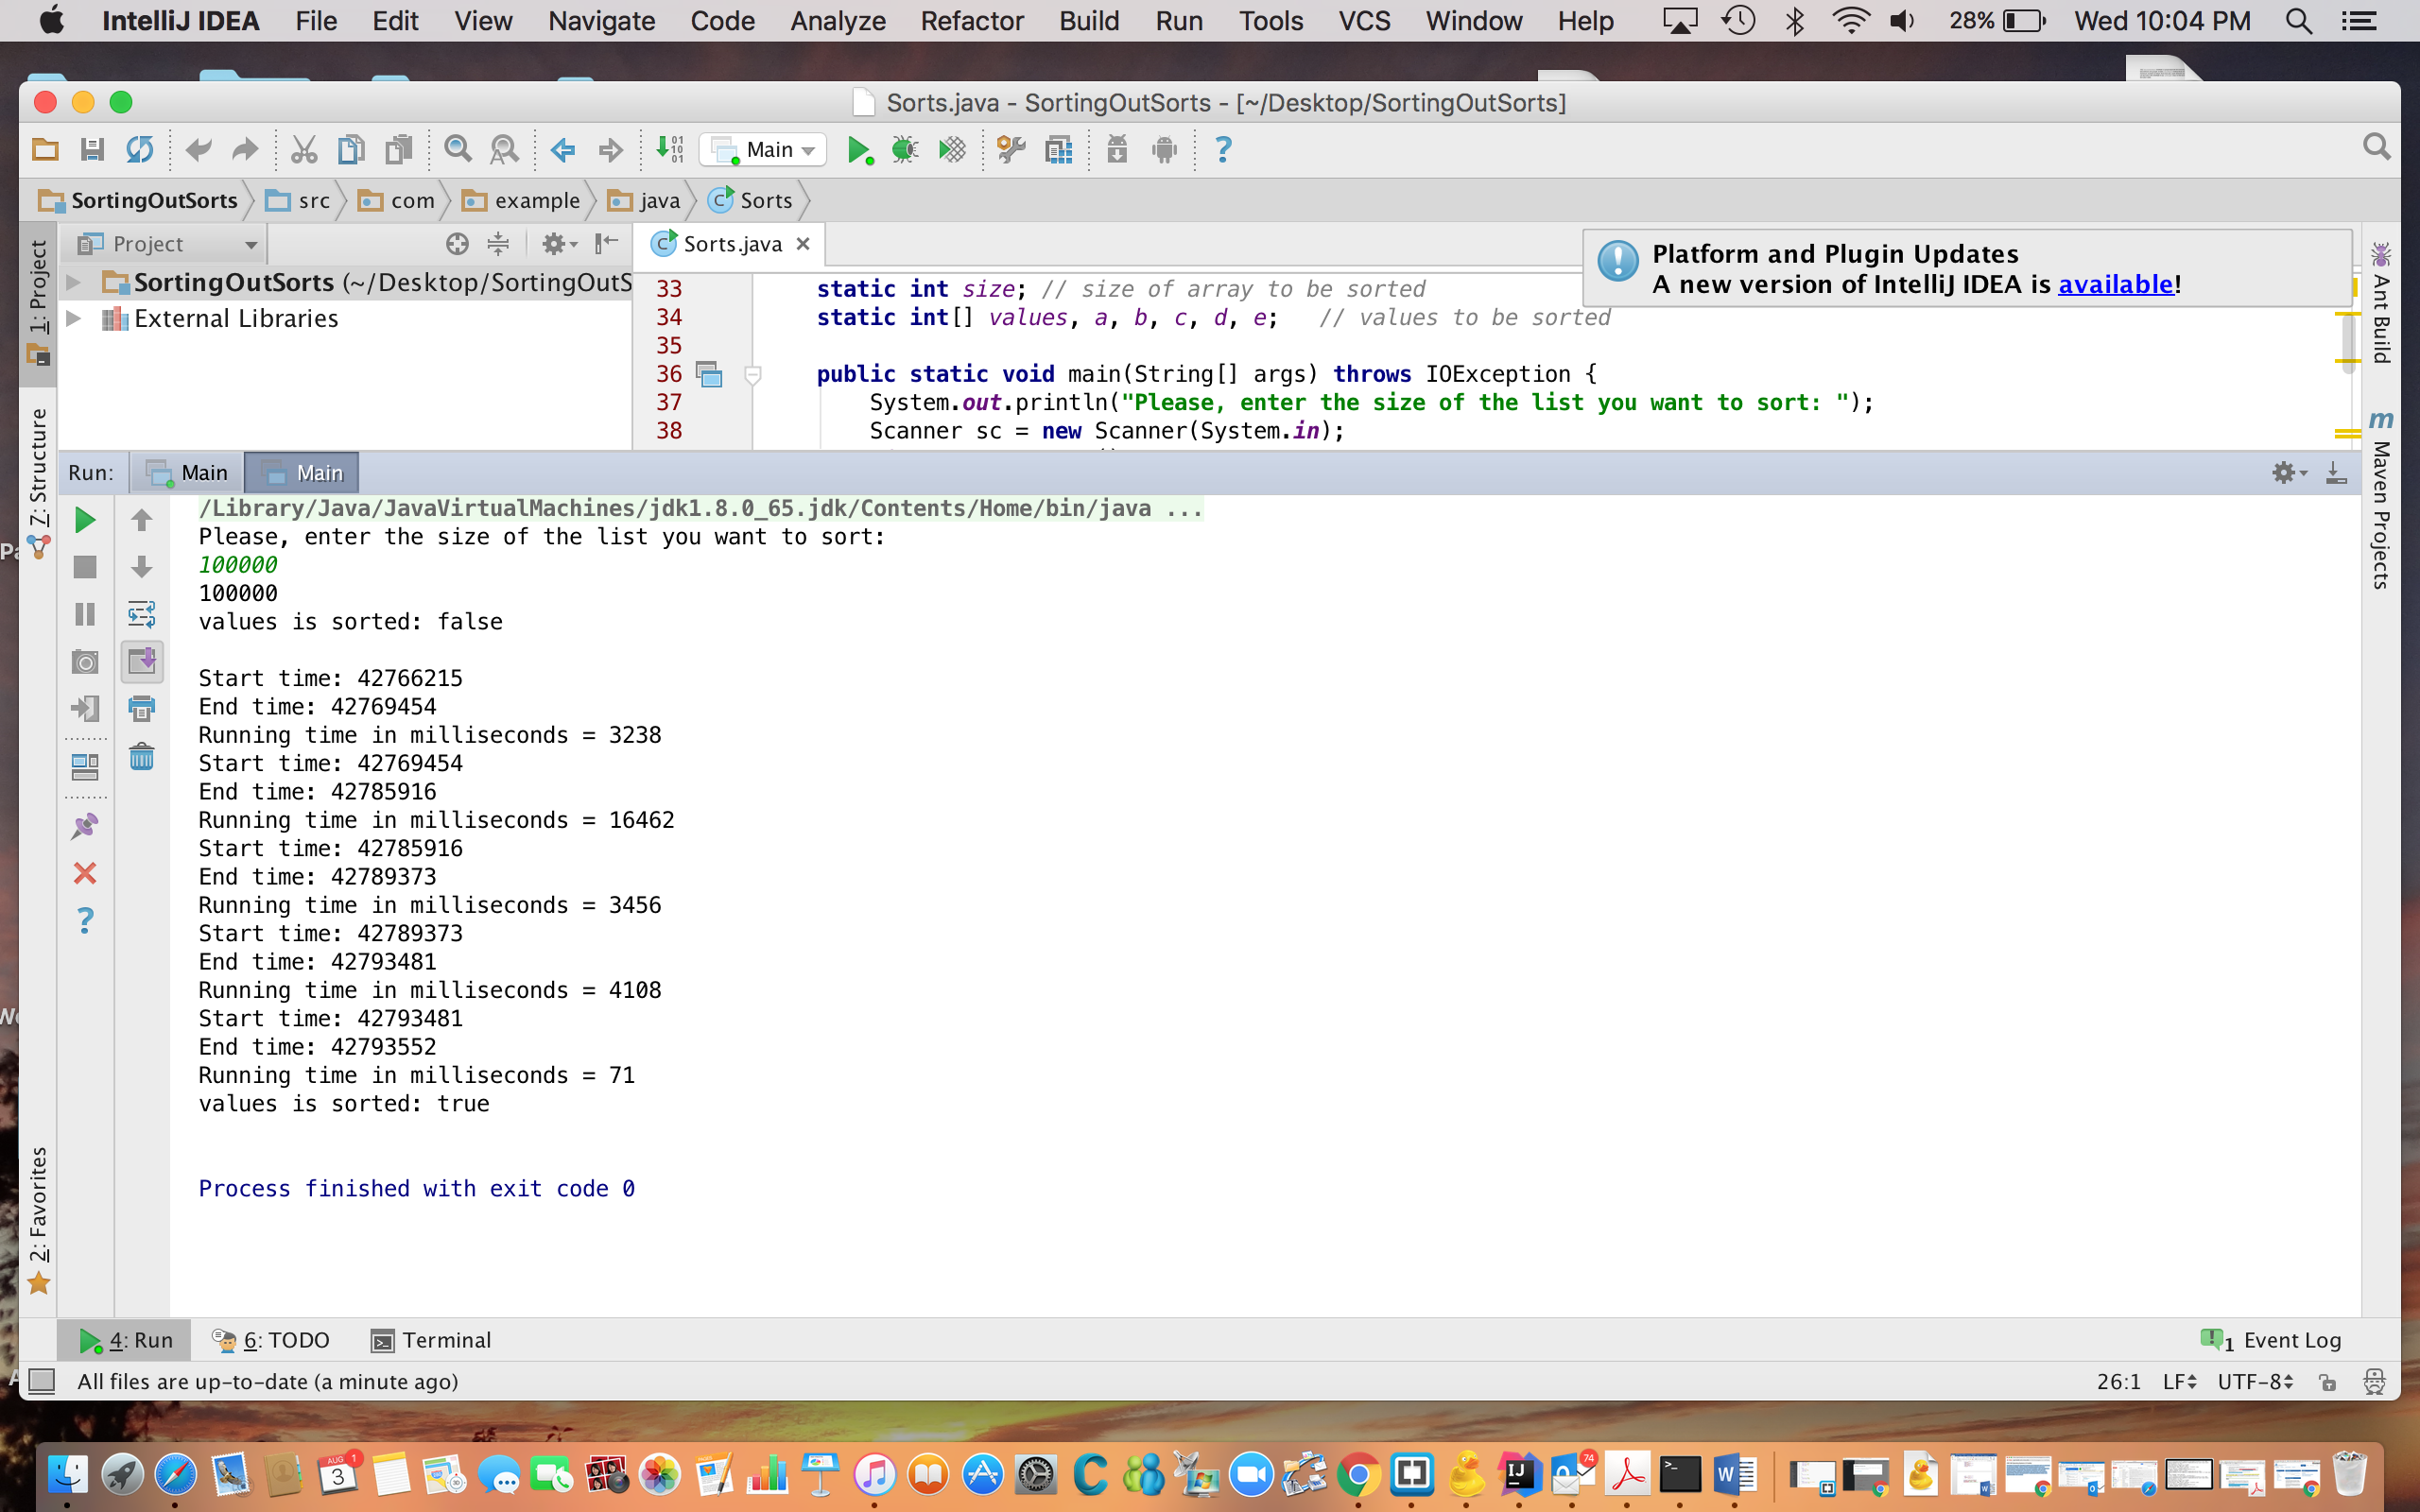 IntelliJ IDEA File Edit View Navigate Code Analyze Refactor Build Run Tools VCS Window Help 28% Wed 10:04 PM
Sorts.java - SortingOutSorts - [~/Desktop/SortingOutSorts]
Main
SortingOutSorts src com example java Sorts
1: Project
Project
Sorts.java
Platform and Plugin Updates
A new version of IntelliJ IDEA is available!
SortingOutSorts (~/Desktop/SortingOutS
External Libraries
33 static int size; // size of array to be sorted
34 static int[] values, a, b, c, d, e; // values to be sorted
35
36 public static void main(String[] args) throws IOException {
37 System.out.println("Please, enter the size of the list you want to sort: ");
38 Scanner sc = new Scanner(System.in);
Ant Build
Maven Projects
7: Structure
Run: Main Main
/Library/Java/JavaVirtualMachines/jdk1.8.0_65.jdk/Contents/Home/bin/java ...
Please, enter the size of the list you want to sort:
100000
100000
values is sorted: false
Start time: 42766215
End time: 42769454
Running time in milliseconds = 3238
Start time: 42769454
End time: 42785916
Running time in milliseconds = 16462
Start time: 42785916
End time: 42789373
Running time in milliseconds = 3456
Start time: 42789373
End time: 42793481
Running time in milliseconds = 4108
Start time: 42793481
End time: 42793552
Running time in milliseconds = 71
values is sorted: true
Process finished with exit code 0
2: Favorites
4: Run 6: TODO Terminal
1 Event Log
All files are up-to-date (a minute ago)
26:1 LF UTF-8
AUG 1
3
74
IJ
W